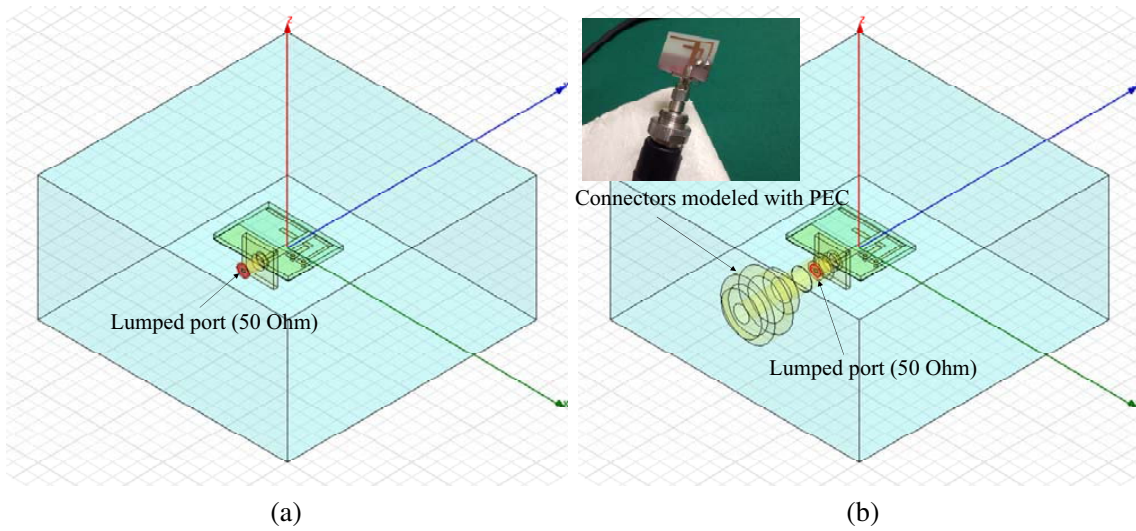 z
z
Connectors modeled with PEC
Lumped port (50 Ohm)
Lumped port (50 Ohm)
(a)
(b)